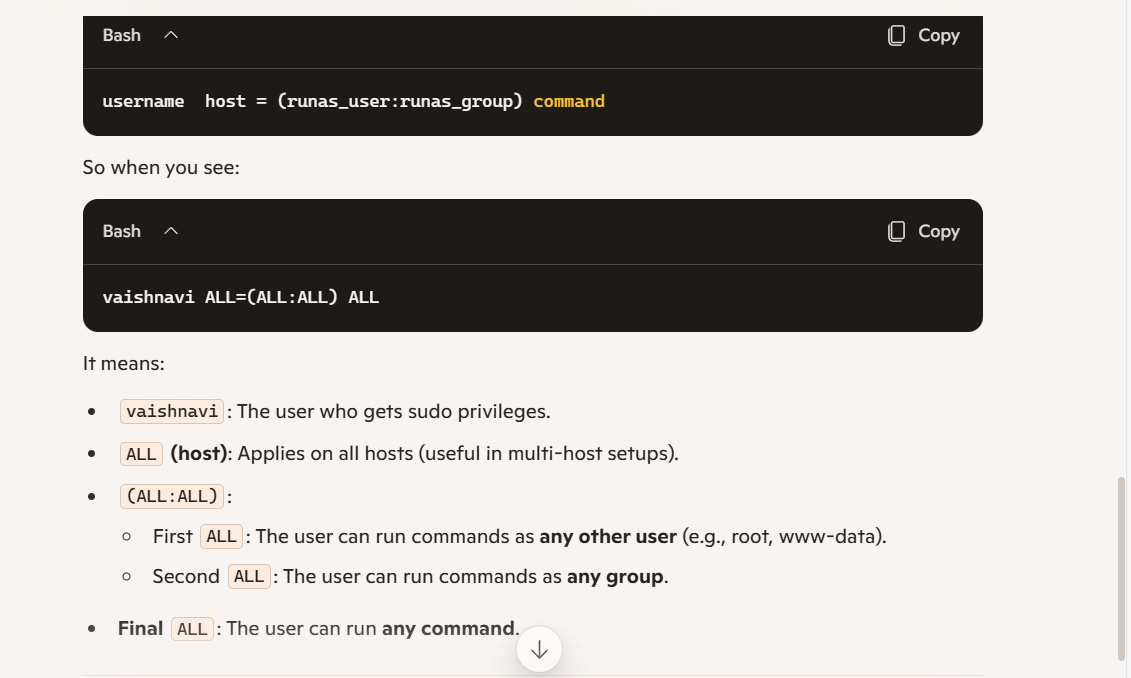 Bash Copy
username  host = (runas_user:runas_group) command
So when you see:
Bash Copy
vaishnavi ALL=(ALL:ALL) ALL
It means:
• vaishnavi: The user who gets sudo privileges.
• ALL (host): Applies on all hosts (useful in multi-host setups).
• (ALL:ALL):
○ First ALL: The user can run commands as any other user (e.g., root, www-data).
○ Second ALL: The user can run commands as any group.
• Final ALL: The user can run any command.